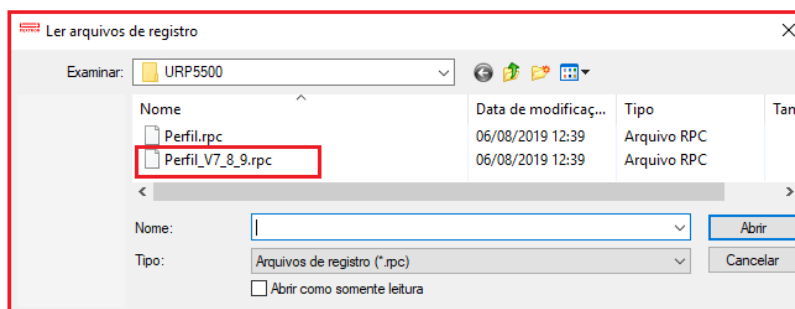 Ler arquivos de registro
Examinar: URP5500
Nome Data de modificaç... Tipo Tan
Perfil.rpc 06/08/2019 12:39 Arquivo RPC
Perfil_V7_8_9.rpc 06/08/2019 12:39 Arquivo RPC
Nome: Abrir
Tipo: Arquivos de registro (*.rpc) Cancelar
Abrir como somente leitura